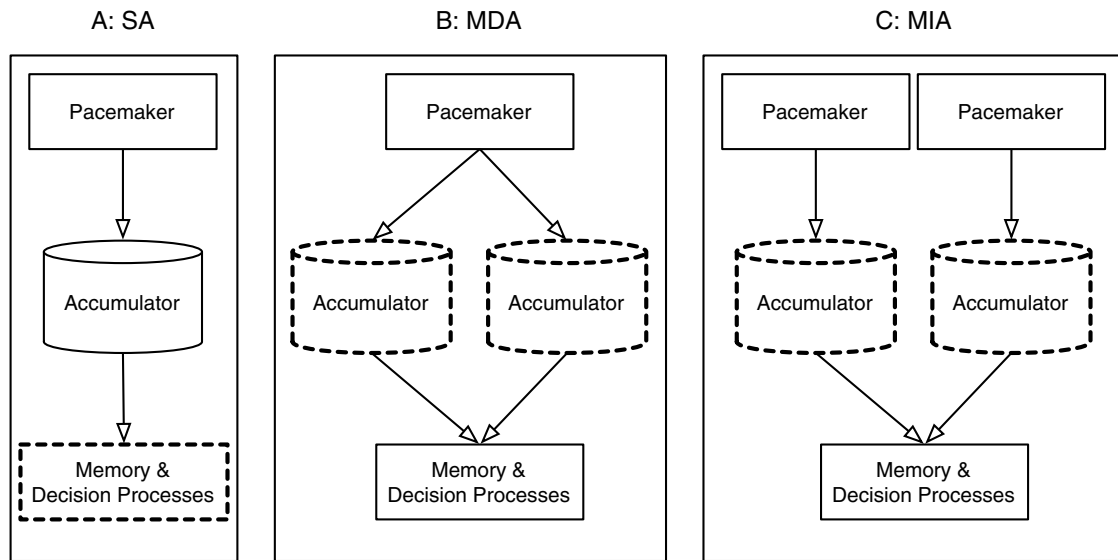 A: SA
Pacemaker
Accumulator
Memory &
Decision Processes
B: MDA
Pacemaker
Accumulator
Accumulator
Memory &
Decision Processes
C: MIA
Pacemaker
Pacemaker
Accumulator
Accumulator
Memory &
Decision Processes